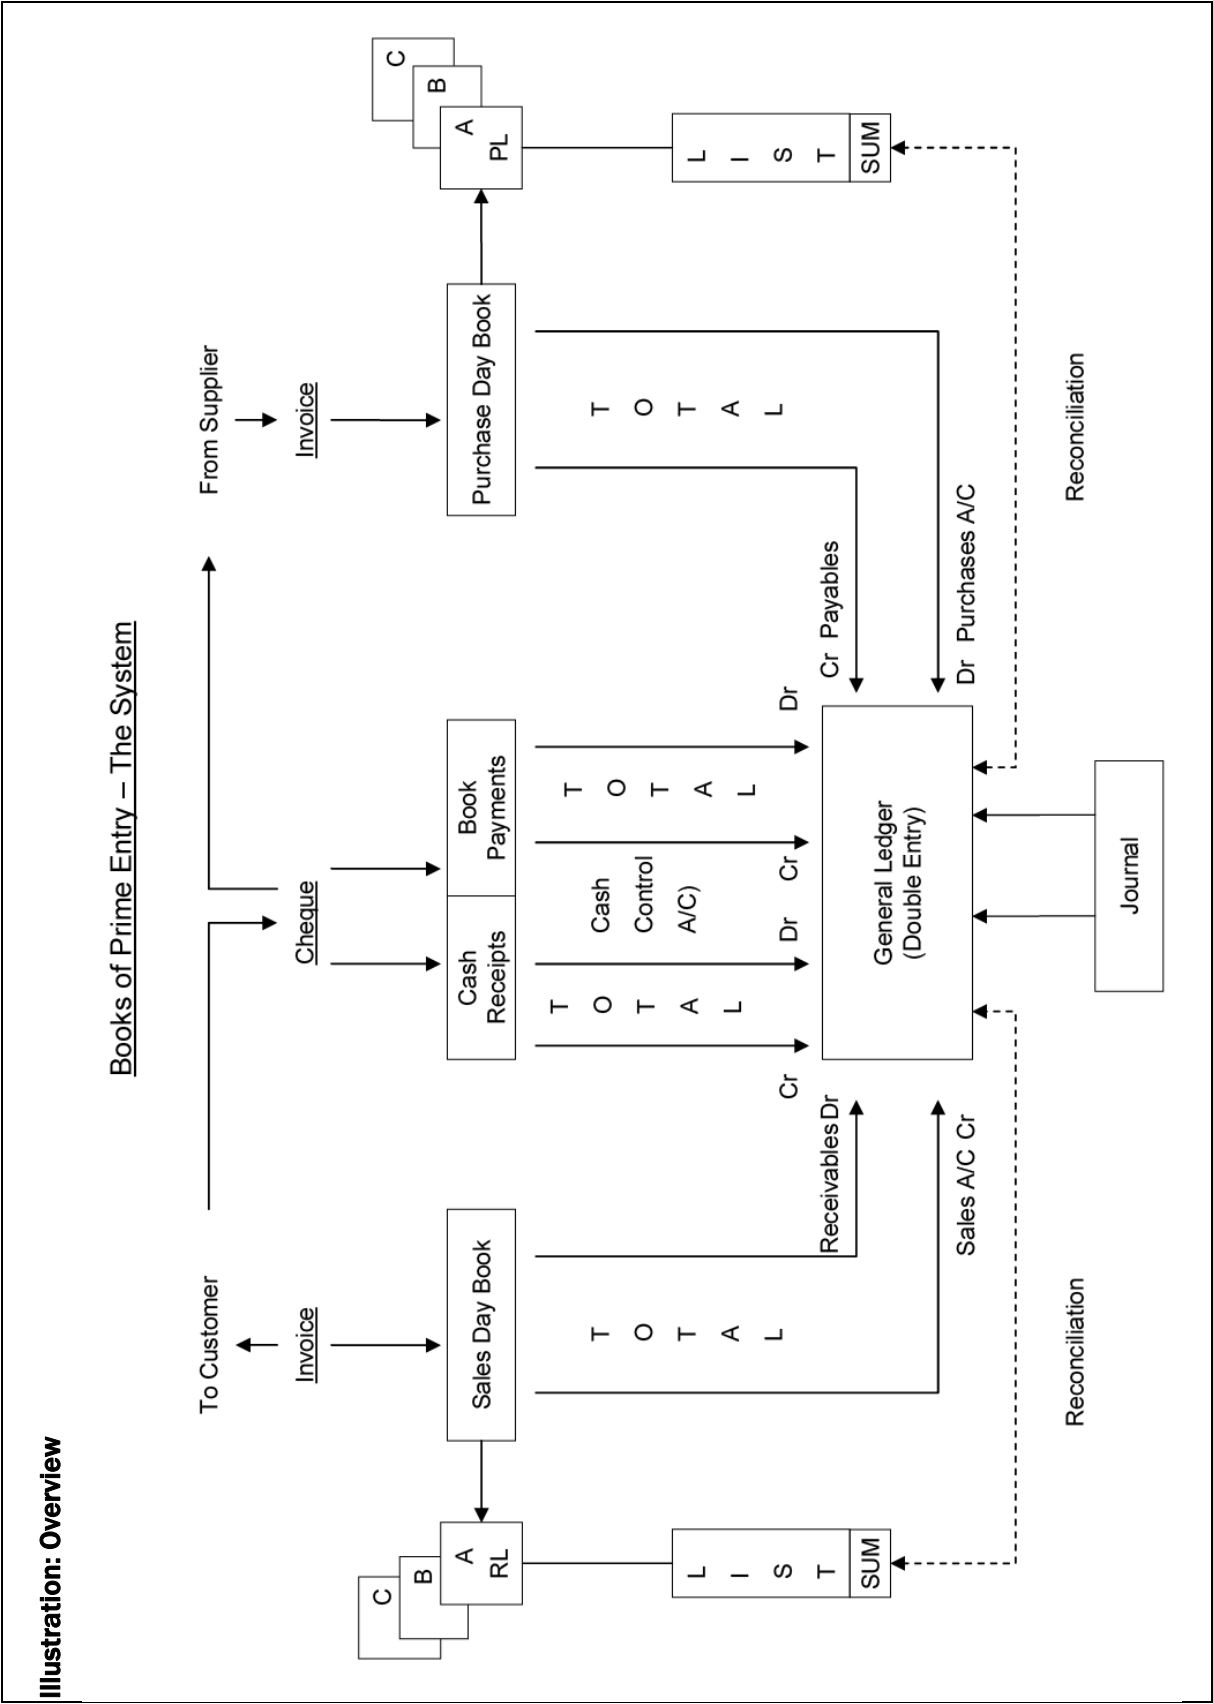 Illustration: Overview
Books of Prime Entry – The System
To Customer
From Supplier
Invoice
Cheque
Invoice
C
B
A
RL
Sales Day Book
Cash
Receipts
Book
Payments
Purchase Day Book
C
B
A
PL
L
I
S
T
SUM
T
O
T
A
L
T
O
T
A
L
Cash
Control
A/C)
T
O
T
A
L
T
O
T
A
L
L
I
S
T
SUM
Cr
Dr
Cr
Dr
Receivables Dr
Cr Payables
General Ledger
(Double Entry)
Sales A/C Cr
Dr Purchases A/C
Reconciliation
Journal
Reconciliation